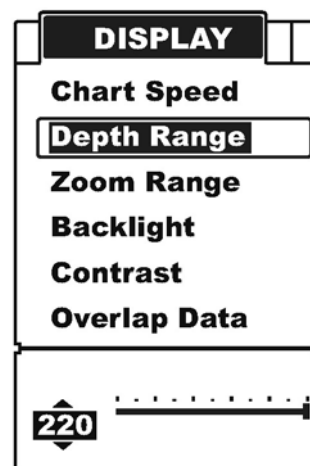 DISPLAY
Chart Speed
Depth Range
Zoom Range
Backlight
Contrast
Overlap Data
220